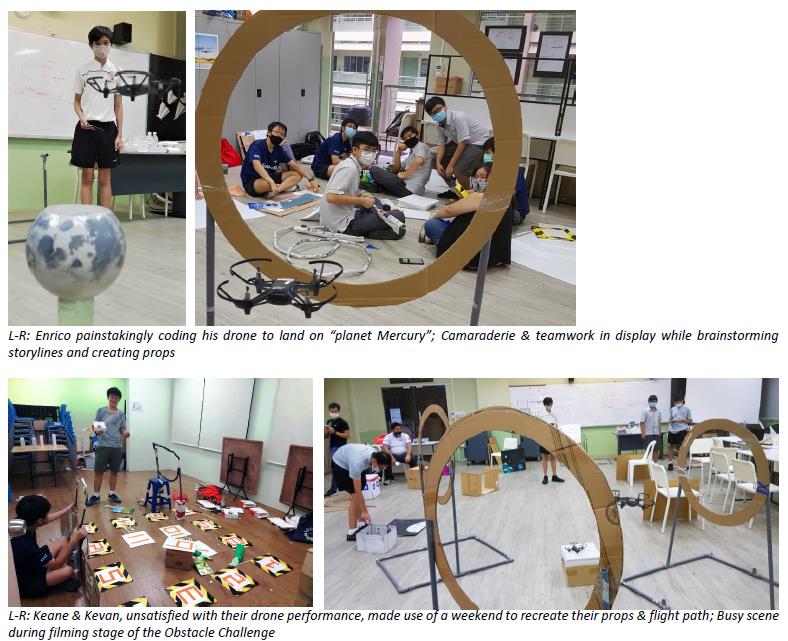 L-R: Enrico painstakingly coding his drone to land on “planet Mercury”; Camaraderie & teamwork in display while brainstorming
storylines and creating props
L-R: Keane & Kevan, unsatisfied with their drone performance, made use of a weekend to recreate their props & flight path; Busy scene
during filming stage of the Obstacle Challenge